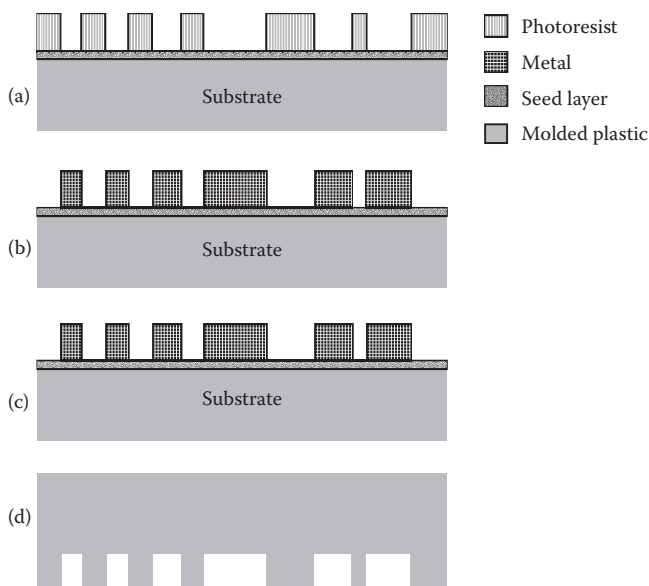 Photoresist
Metal
Seed layer
Molded plastic
(a)
Substrate
(b)
Substrate
(c)
Substrate
(d)